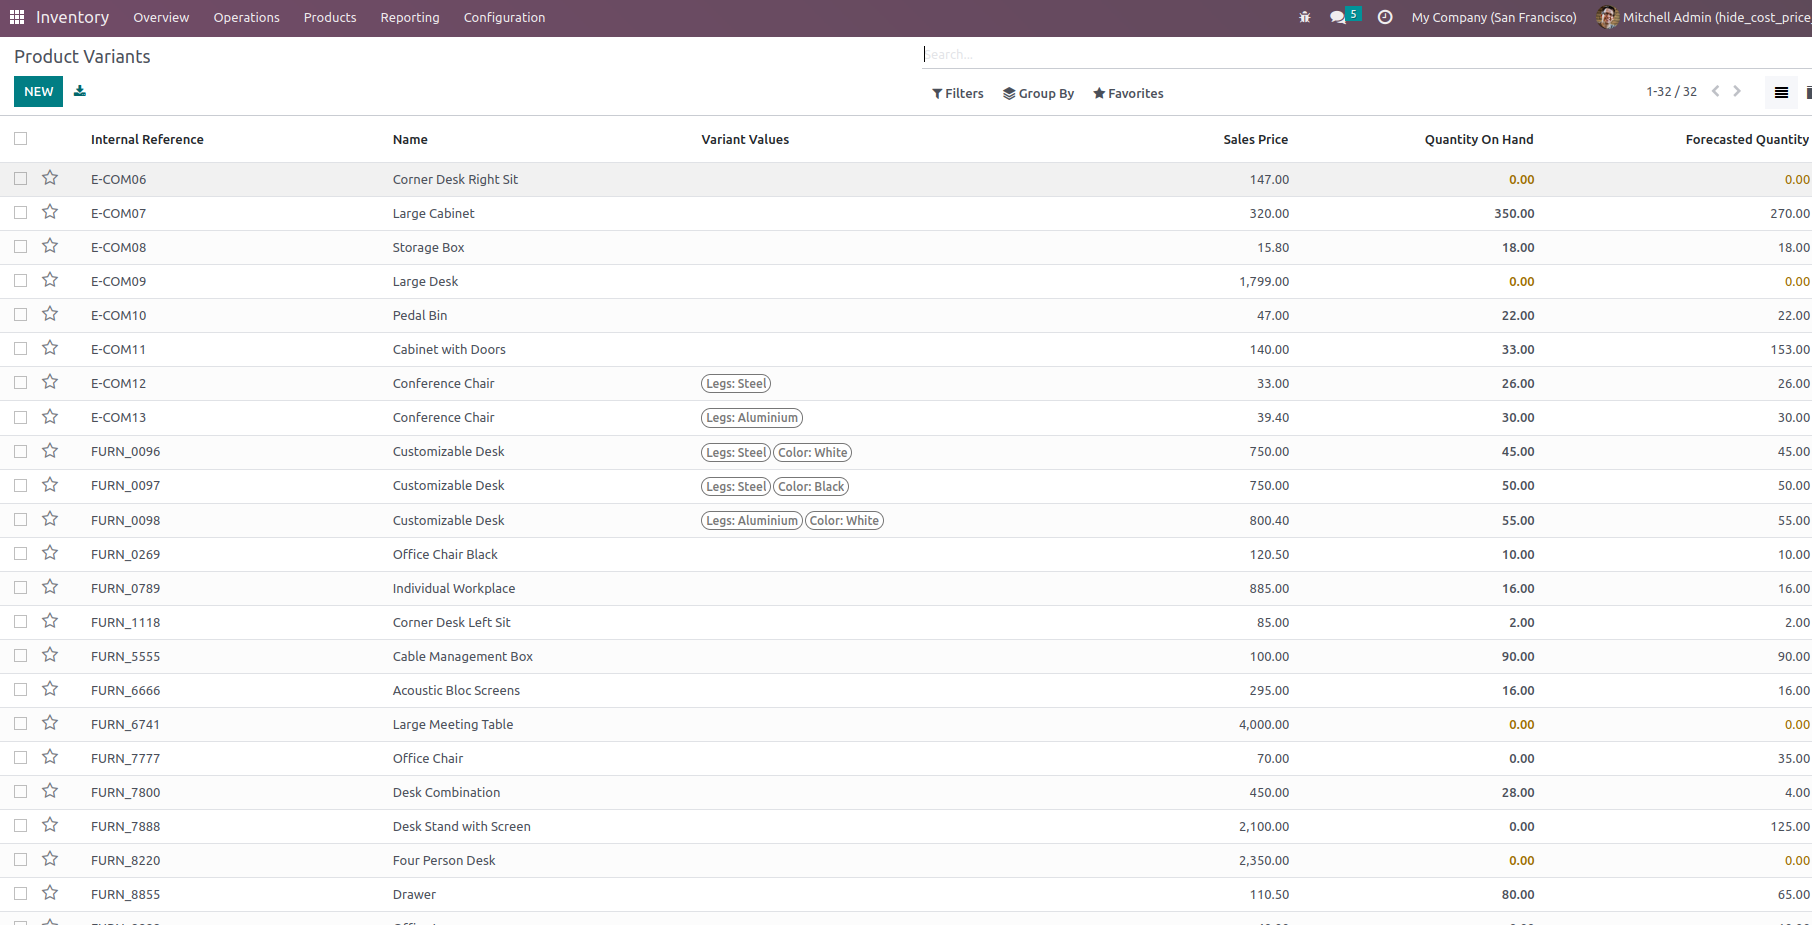 Inventory Overview Operations Products Reporting Configuration 5 My Company (San Francisco) Mitchell Admin (hide_cost_price_
Product Variants
Search...
NEW Filters Group By Favorites 1-32 / 32
Internal Reference Name Variant Values Sales Price Quantity On Hand Forecasted Quantity
E-COM06 Corner Desk Right Sit 147.00 0.00 0.00
E-COM07 Large Cabinet 320.00 350.00 270.00
E-COM08 Storage Box 15.80 18.00 18.00
E-COM09 Large Desk 1,799.00 0.00 0.00
E-COM10 Pedal Bin 47.00 22.00 22.00
E-COM11 Cabinet with Doors 140.00 33.00 153.00
E-COM12 Conference Chair Legs: Steel 33.00 26.00 26.00
E-COM13 Conference Chair Legs: Aluminium 39.40 30.00 30.00
FURN_0096 Customizable Desk Legs: Steel Color: White 750.00 45.00 45.00
FURN_0097 Customizable Desk Legs: Steel Color: Black 750.00 50.00 50.00
FURN_0098 Customizable Desk Legs: Aluminium Color: White 800.40 55.00 55.00
FURN_0269 Office Chair Black 120.50 10.00 10.00
FURN_0789 Individual Workplace 885.00 16.00 16.00
FURN_1118 Corner Desk Left Sit 85.00 2.00 2.00
FURN_5555 Cable Management Box 100.00 90.00 90.00
FURN_6666 Acoustic Bloc Screens 295.00 16.00 16.00
FURN_6741 Large Meeting Table 4,000.00 0.00 0.00
FURN_7777 Office Chair 70.00 0.00 35.00
FURN_7800 Desk Combination 450.00 28.00 4.00
FURN_7888 Desk Stand with Screen 2,100.00 0.00 125.00
FURN_8220 Four Person Desk 2,350.00 0.00 0.00
FURN_8855 Drawer 110.50 80.00 65.00